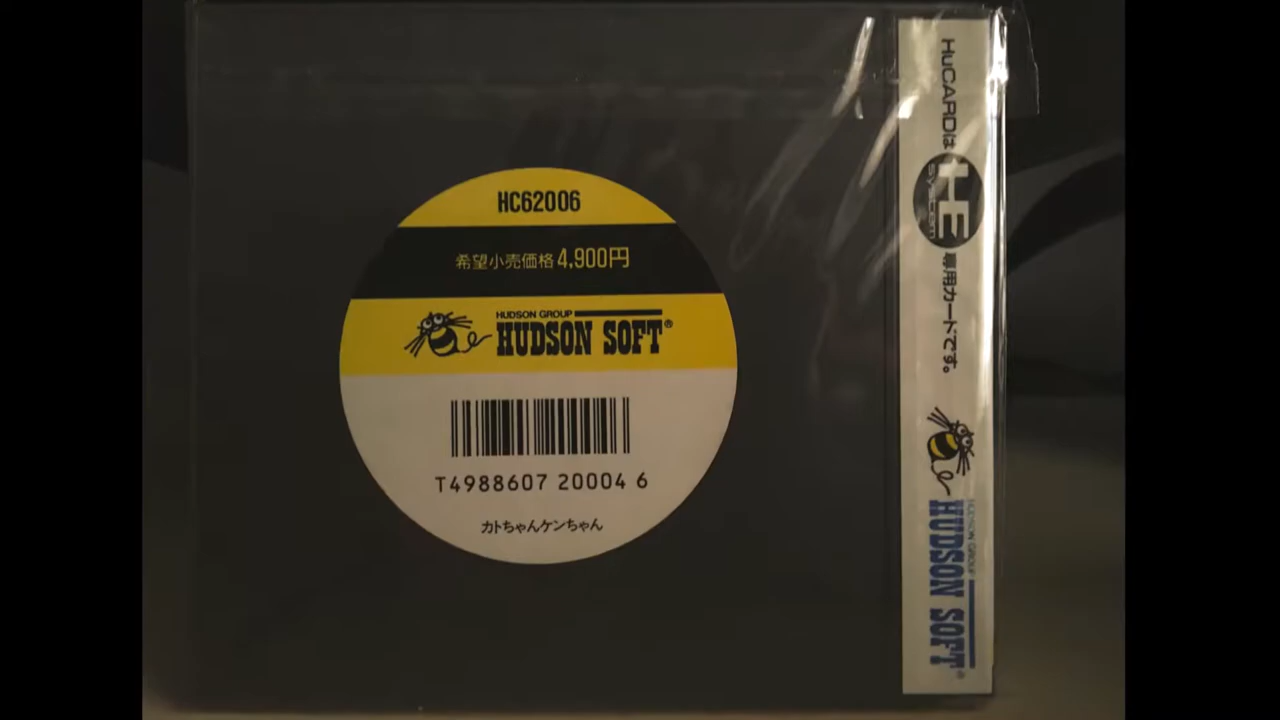 HC62006
希望小売価格4,900円
HUDSON GROUP
HUDSON SOFT®
T4988607 20004 6
カトちゃんケンちゃん
HuCARDは HE system 専用カードです。
HUDSON GROUP
HUDSON SOFT®